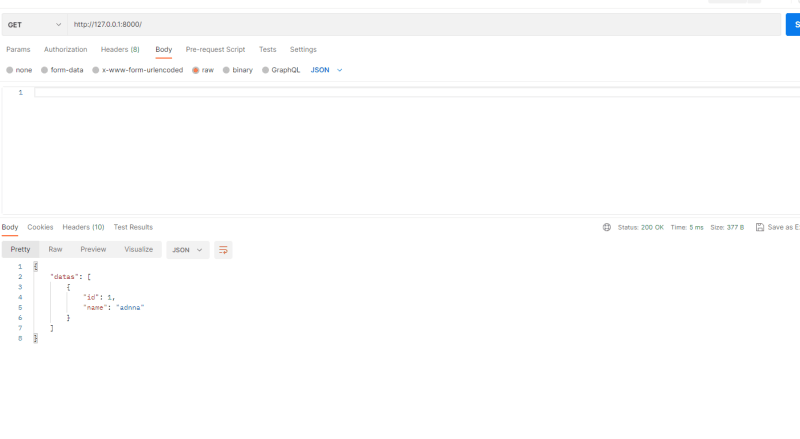 GET http://127.0.0.1:8000/
Params Authorization Headers (8) Body Pre-request Script Tests Settings
none form-data x-www-form-urlencoded raw binary GraphQL JSON
1
Body Cookies Headers (10) Test Results Status: 200 OK Time: 5 ms Size: 377 B Save as E
Pretty Raw Preview Visualize JSON
1 {
2 "datas": [
3 {
4 "id": 1,
5 "name": "adnna"
6 }
7 ]
8 }